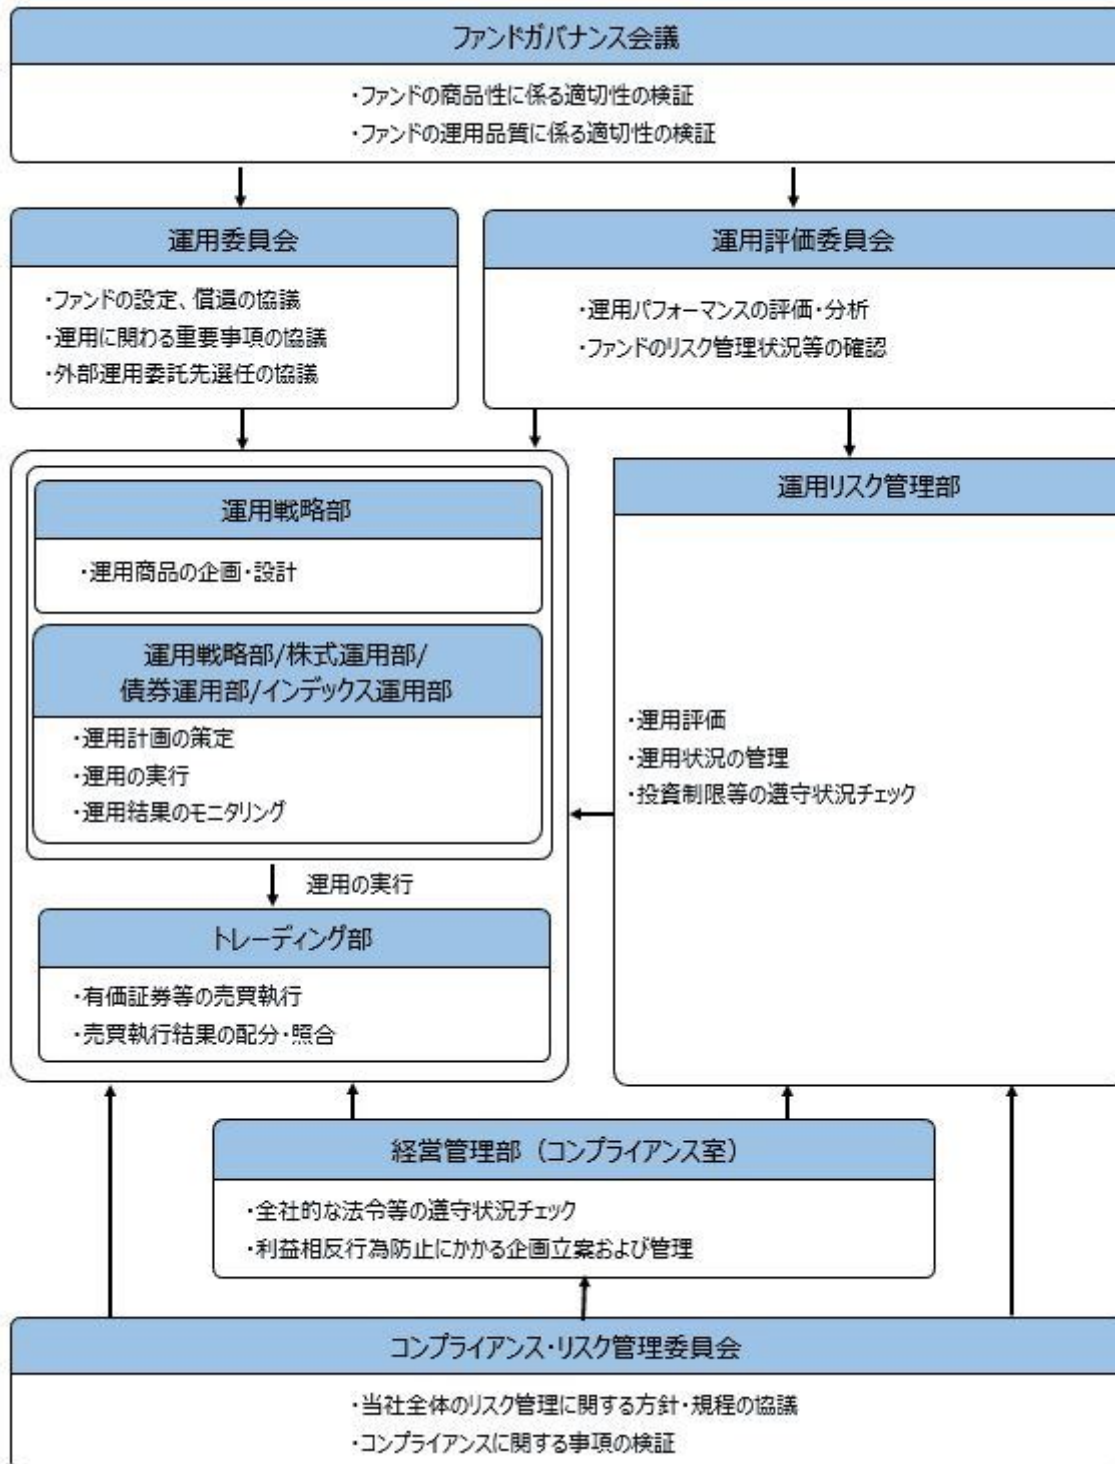 ファンドガバナンス会議
・ファンドの商品性に係る適切性の検証
・ファンドの運用品質に係る適切性の検証
運用委員会
・ファンドの設定、償還の協議
・運用に関わる重要事項の協議
・外部運用委託先選任の協議
運用評価委員会
・運用パフォーマンスの評価・分析
・ファンドのリスク管理状況等の確認
運用戦略部
・運用商品の企画・設計
運用戦略部/株式運用部/
債券運用部/インデックス運用部
・運用計画の策定
・運用の実行
・運用結果のモニタリング
運用の実行
トレーディング部
・有価証券等の売買執行
・売買執行結果の配分・照合
運用リスク管理部
・運用評価
・運用状況の管理
・投資制限等の遵守状況チェック
経営管理部（コンプライアンス室）
・全社的な法令等の遵守状況チェック
・利益相反行為防止にかかる企画立案および管理
コンプライアンス・リスク管理委員会
・当社全体のリスク管理に関する方針・規程の協議
・コンプライアンスに関する事項の検証